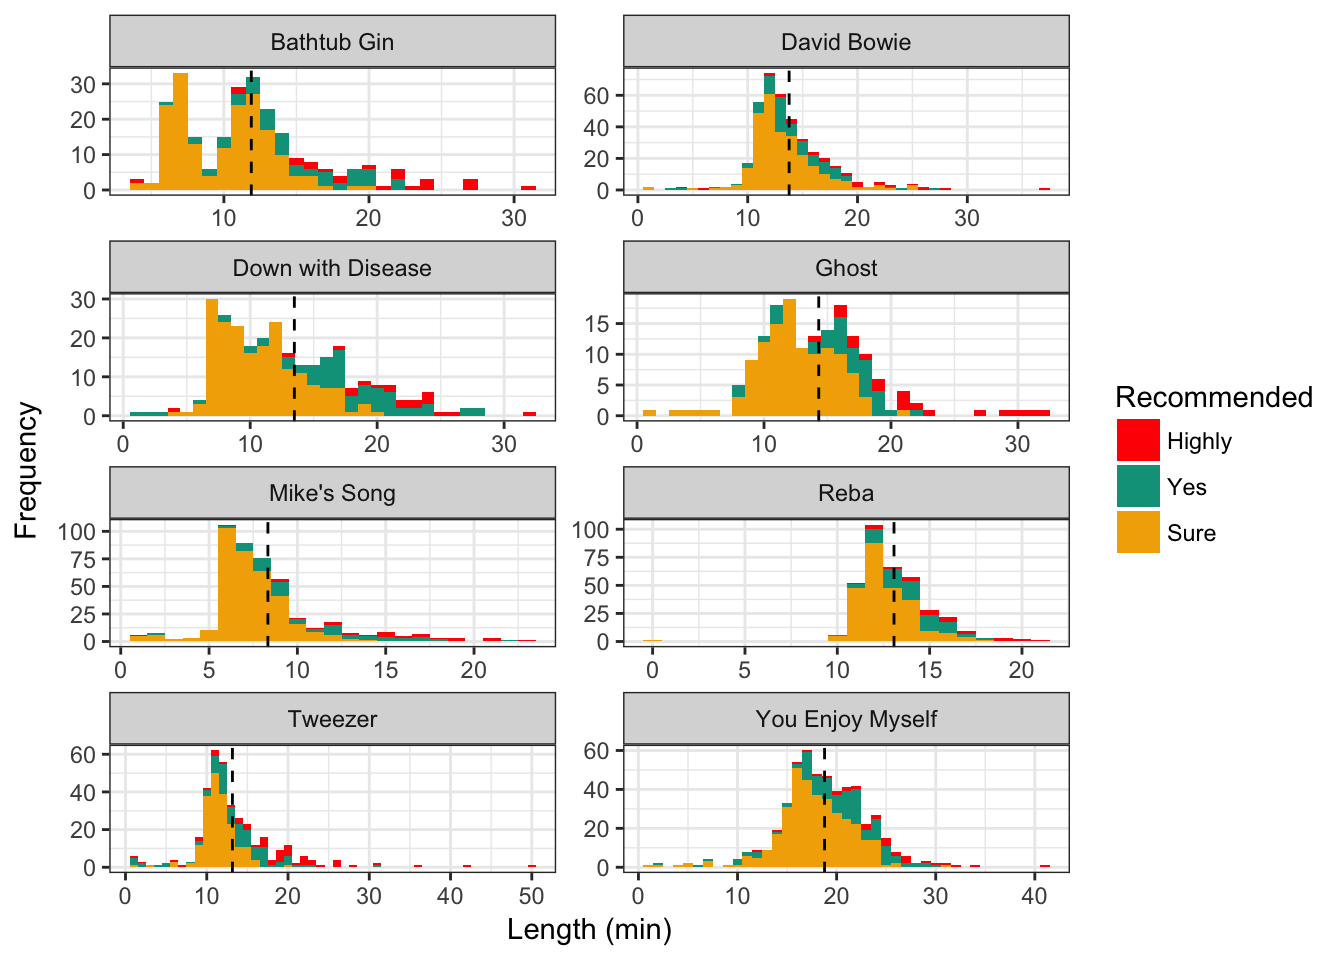 Bathtub Gin
David Bowie
30
20
10
0
60
40
20
0
10 20 30
0 10 20 30
Down with Disease
Ghost
30
20
10
0
15
10
5
0
0 10 20 30
0 10 20 30
Mike's Song
Reba
100
75
50
25
0
100
75
50
25
0
0 5 10 15 20
0 5 10 15 20
Tweezer
You Enjoy Myself
60
40
20
0
60
40
20
0
0 10 20 30 40 50
0 10 20 30 40
Frequency
Length (min)
Recommended
Highly
Yes
Sure